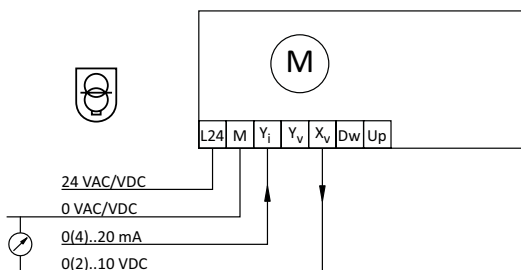 M
L24 M Yi Yv Xv Dw Up
24 VAC/VDC
0 VAC/VDC
0(4)..20 mA
0(2)..10 VDC